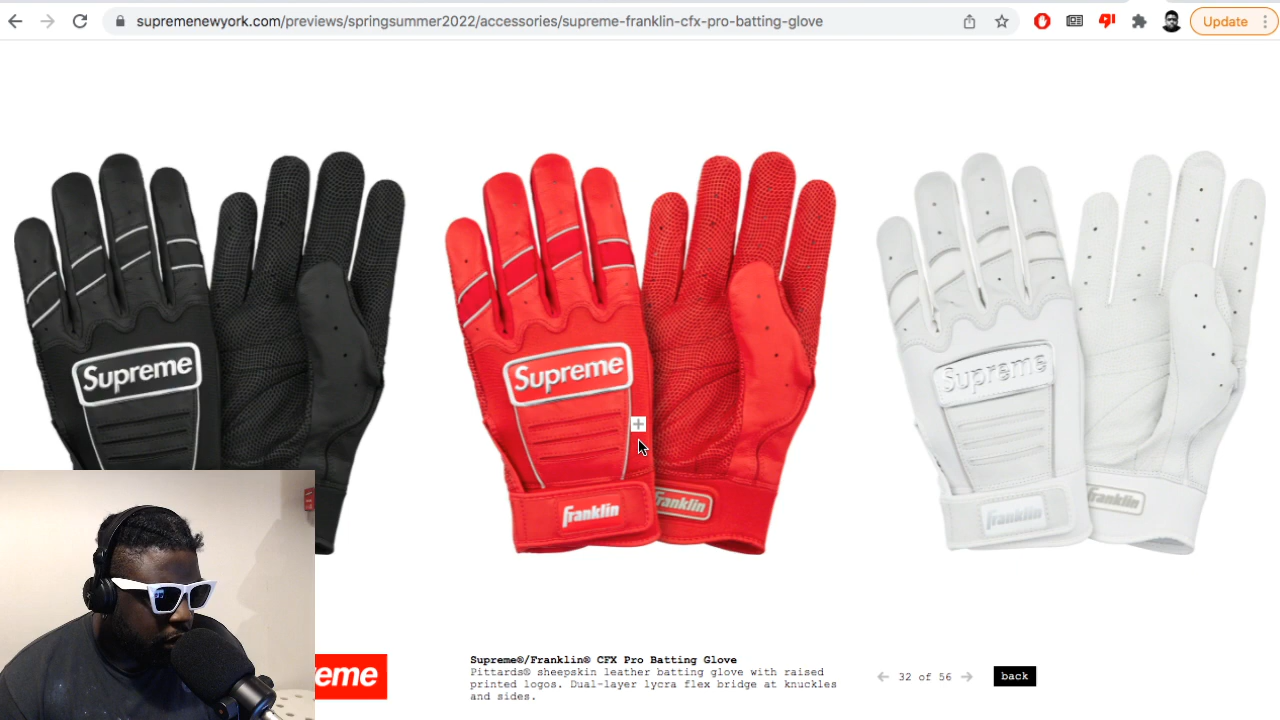 supremenewyork.com/previews/springsummer2022/accessories/supreme-franklin-cfx-pro-batting-glove
Update
Supreme
Supreme
Supreme
Franklin
Franklin
Franklin
Franklin
eme
Supreme®/Franklin® CFX Pro Batting Glove
Pittards® sheepskin leather batting glove with raised
printed logos. Dual-layer lycra flex bridge at knuckles
and sides.
32 of 56
back